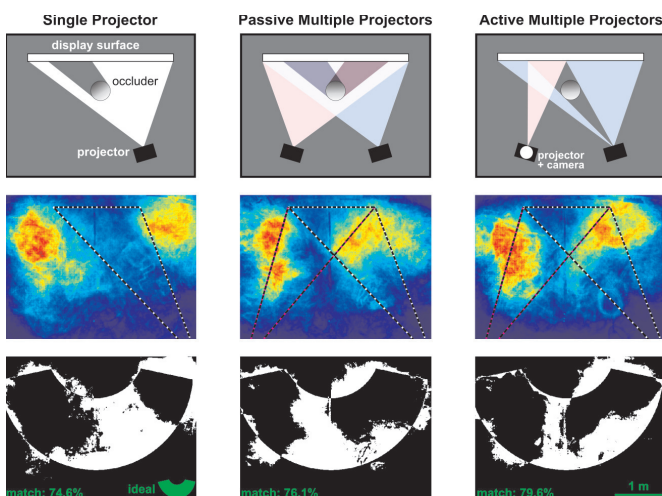 Single Projector
Passive Multiple Projectors
Active Multiple Projectors
display surface
occluder
projector
projector
+ camera
match: 74.6%
ideal
match: 76.1%
match: 79.6%
1 m